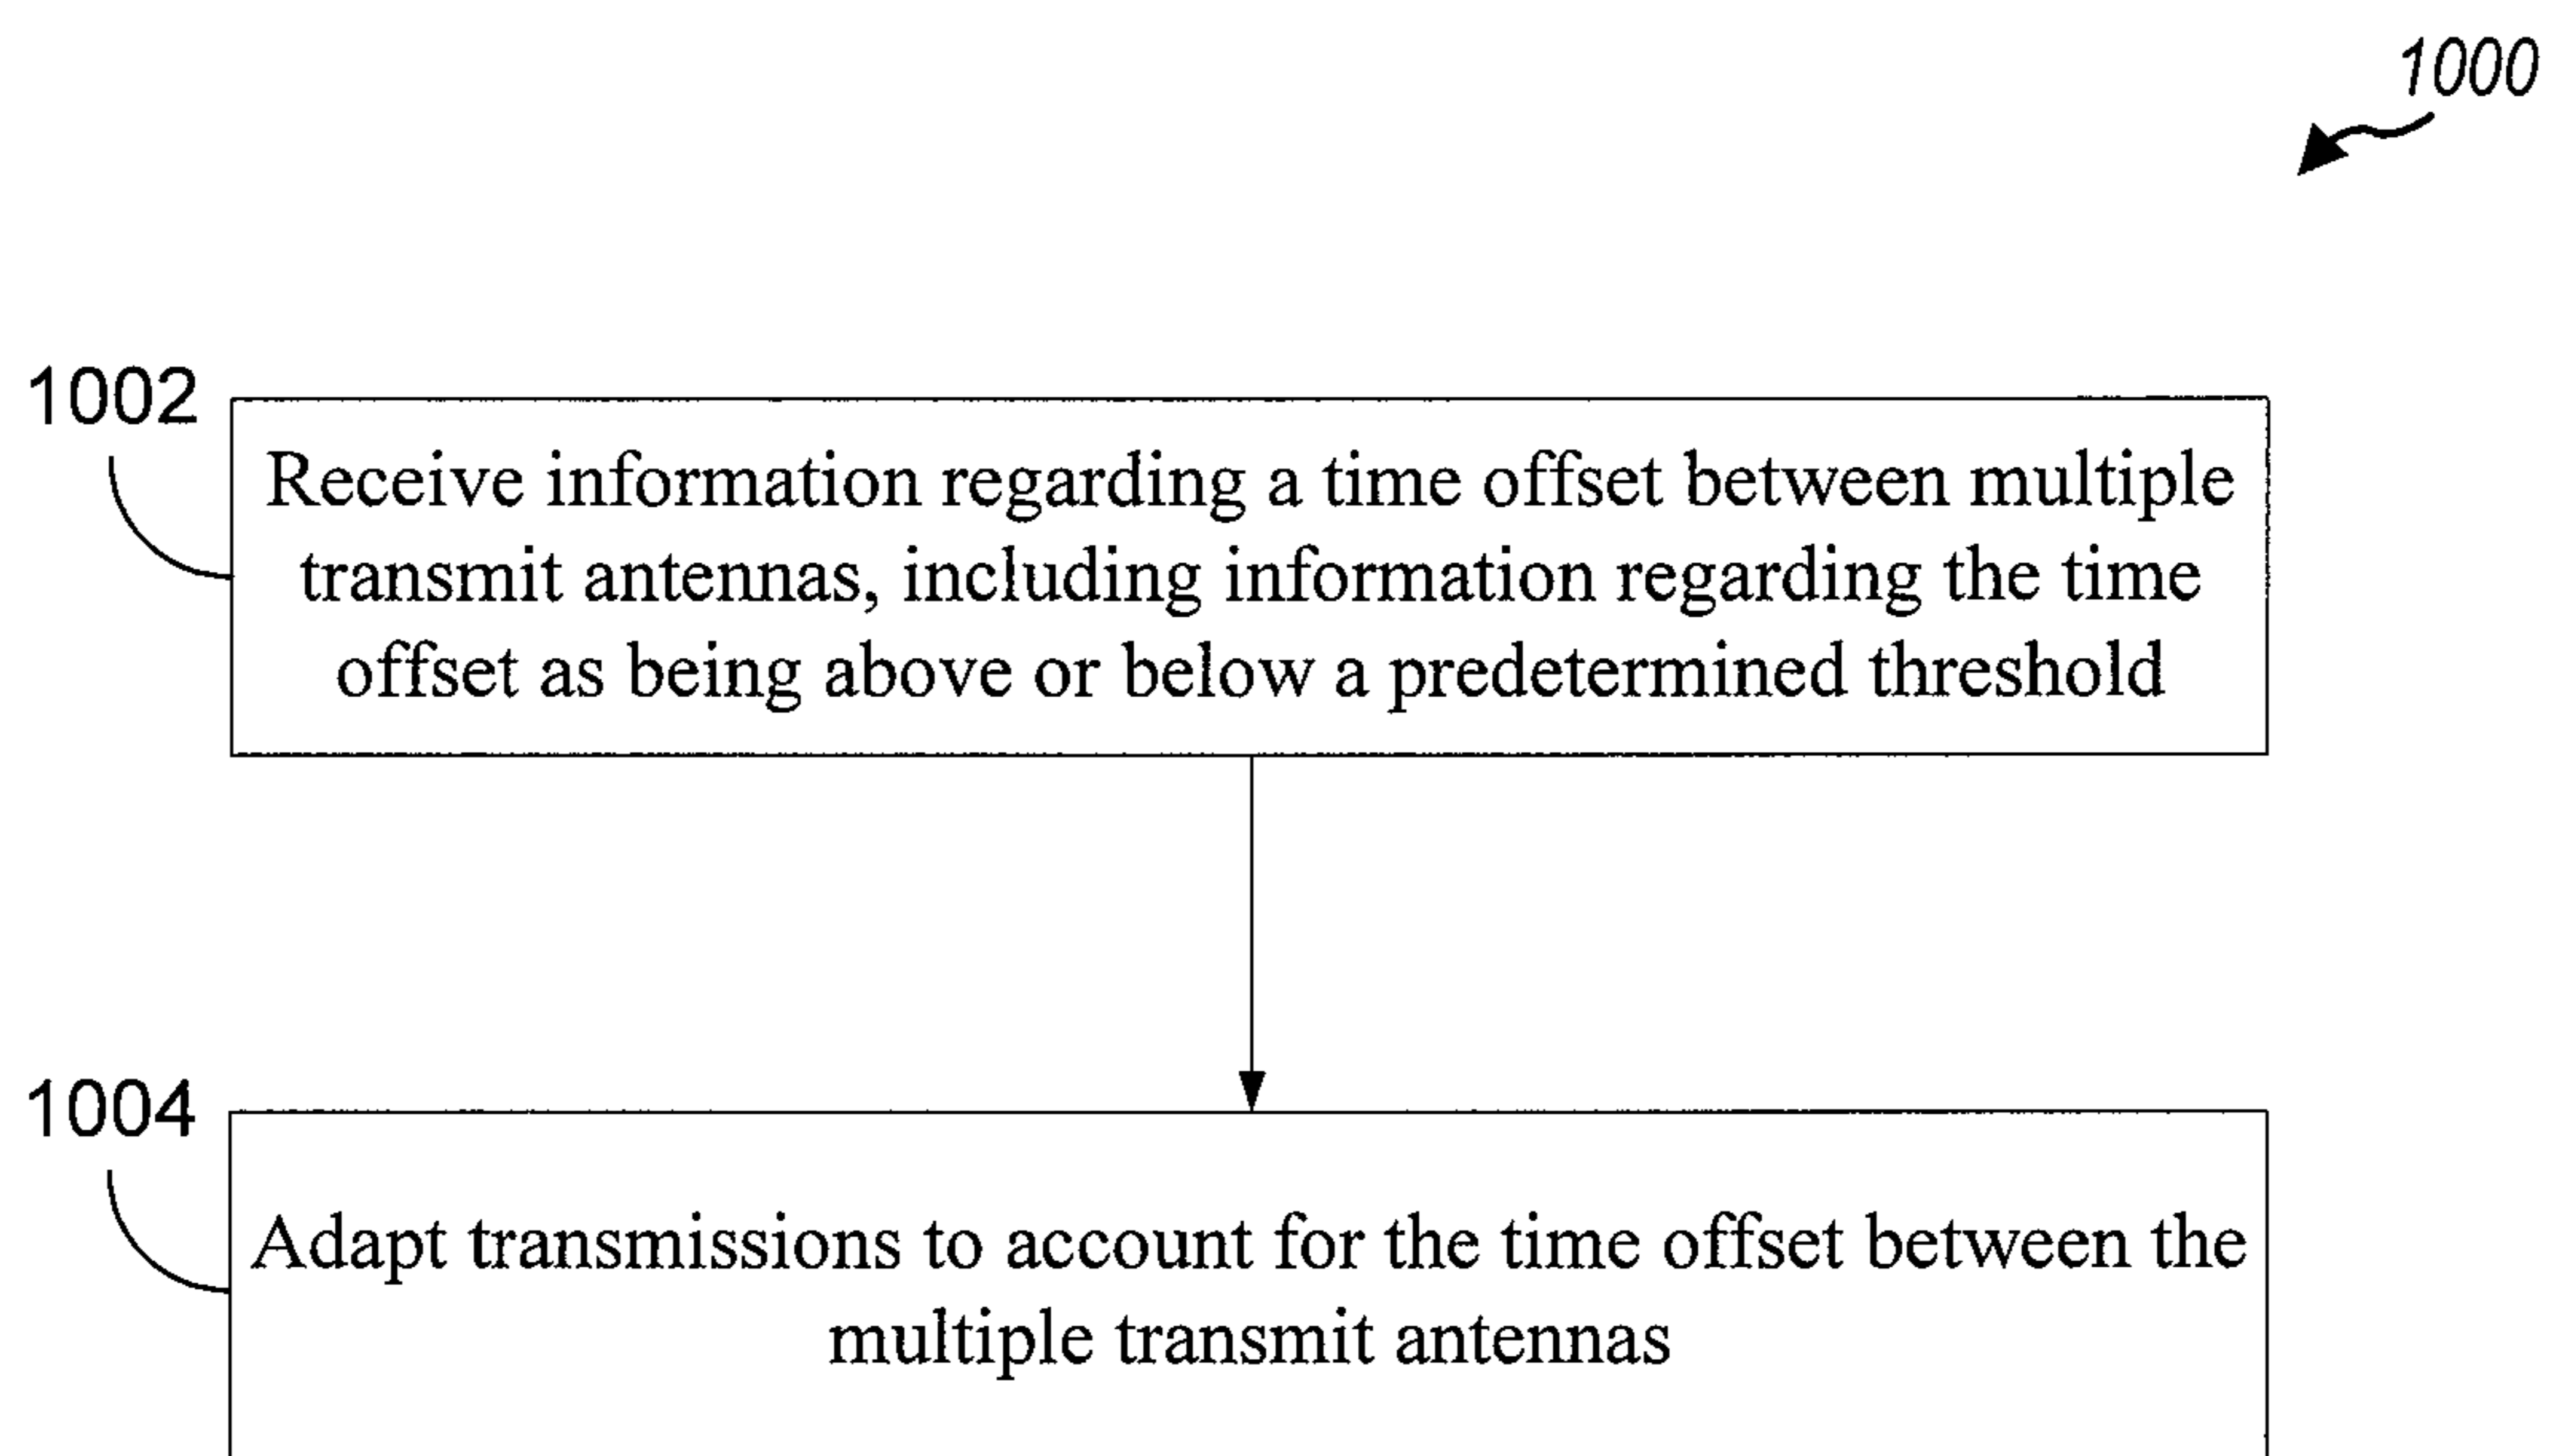 1000
1002
Receive information regarding a time offset between multiple
transmit antennas, including information regarding the time
offset as being above or below a predetermined threshold
1004
Adapt transmissions to account for the time offset between the
multiple transmit antennas